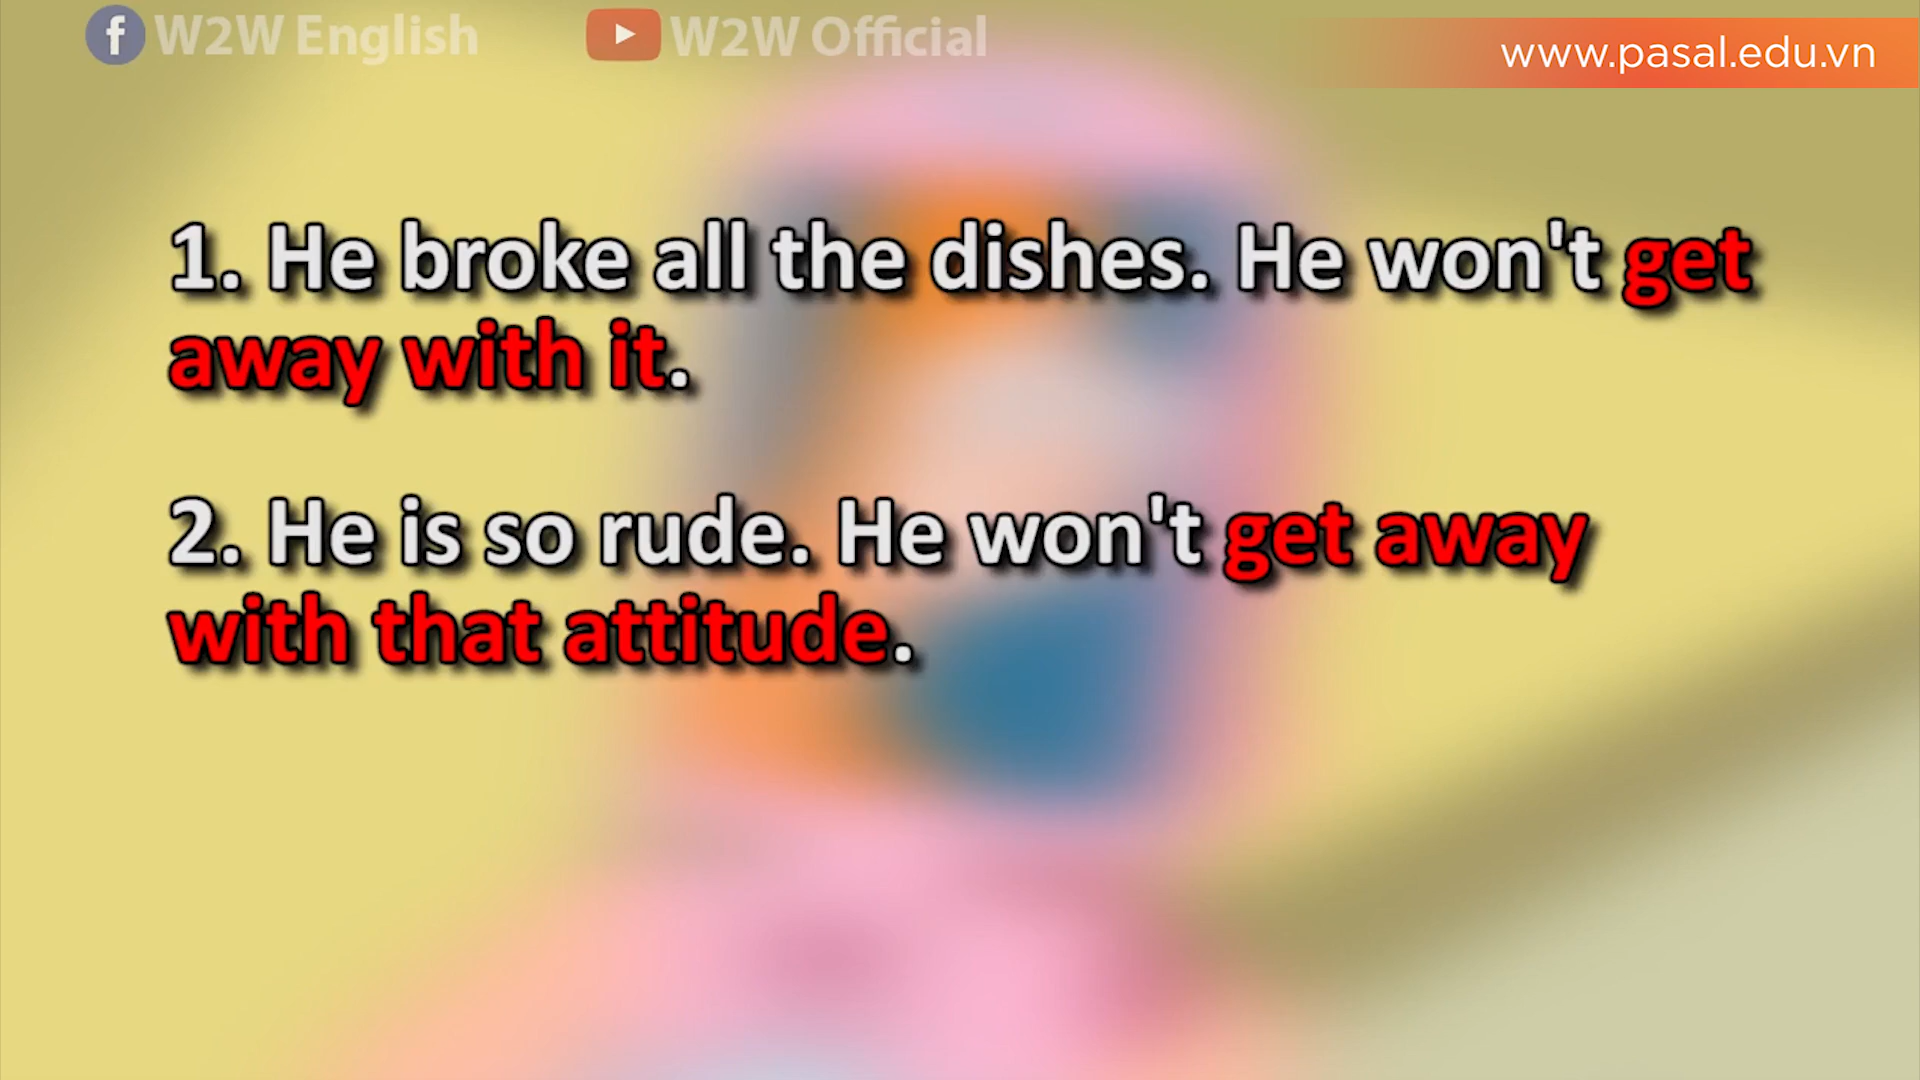 W2W English
W2W Official
www.pasal.edu.vn
1. He broke all the dishes. He won't get
away with it.
2. He is so rude. He won't get away
with that attitude.